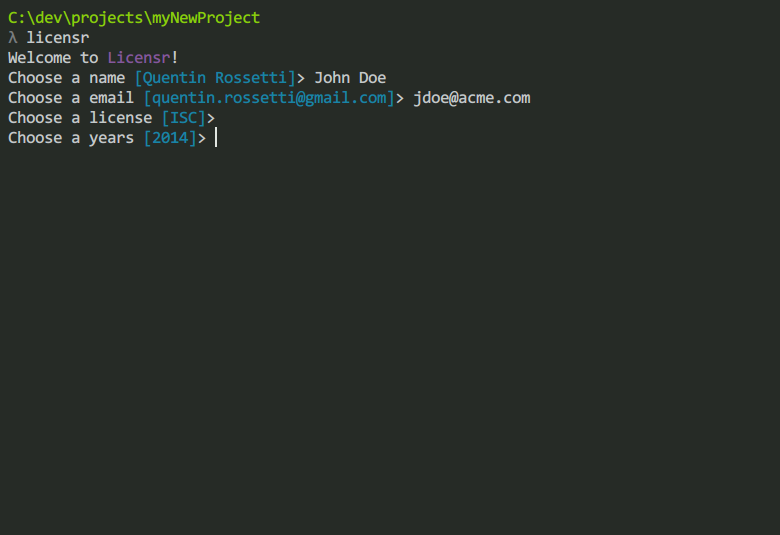 C:\dev\projects\myNewProject
λ licensr
Welcome to Licensr!
Choose a name [Quentin Rossetti]> John Doe
Choose a email [quentin.rossetti@gmail.com]> jdoe@acme.com
Choose a license [ISC]>
Choose a years [2014]>